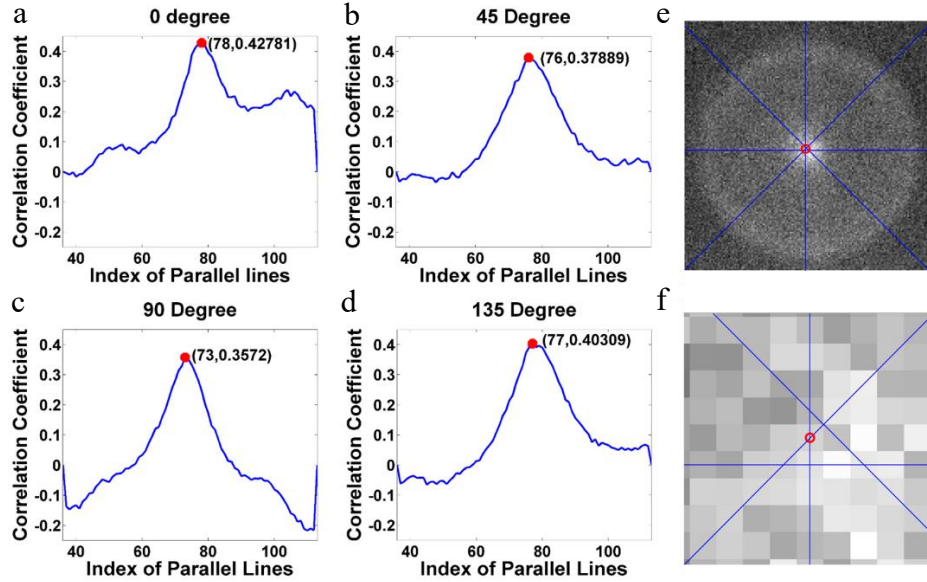 a
0 degree
(78,0.42781)
0.4
0.3
0.2
0.1
0
-0.1
-0.2
40 60 80 100
Correlation Coefficient
Index of Parallel lines
b
45 Degree
(76,0.37889)
0.4
0.3
0.2
0.1
0
-0.1
-0.2
40 60 80 100
Correlation Coefficient
Index of Parallel Lines
e
c
90 Degree
(73,0.3572)
0.4
0.3
0.2
0.1
0
-0.1
-0.2
40 60 80 100
Correlation Coefficient
Index of Parallel Lines
d
135 Degree
(77,0.40309)
0.4
0.3
0.2
0.1
0
-0.1
-0.2
40 60 80 100
Correlation Coefficient
Index of Parallel Lines
f